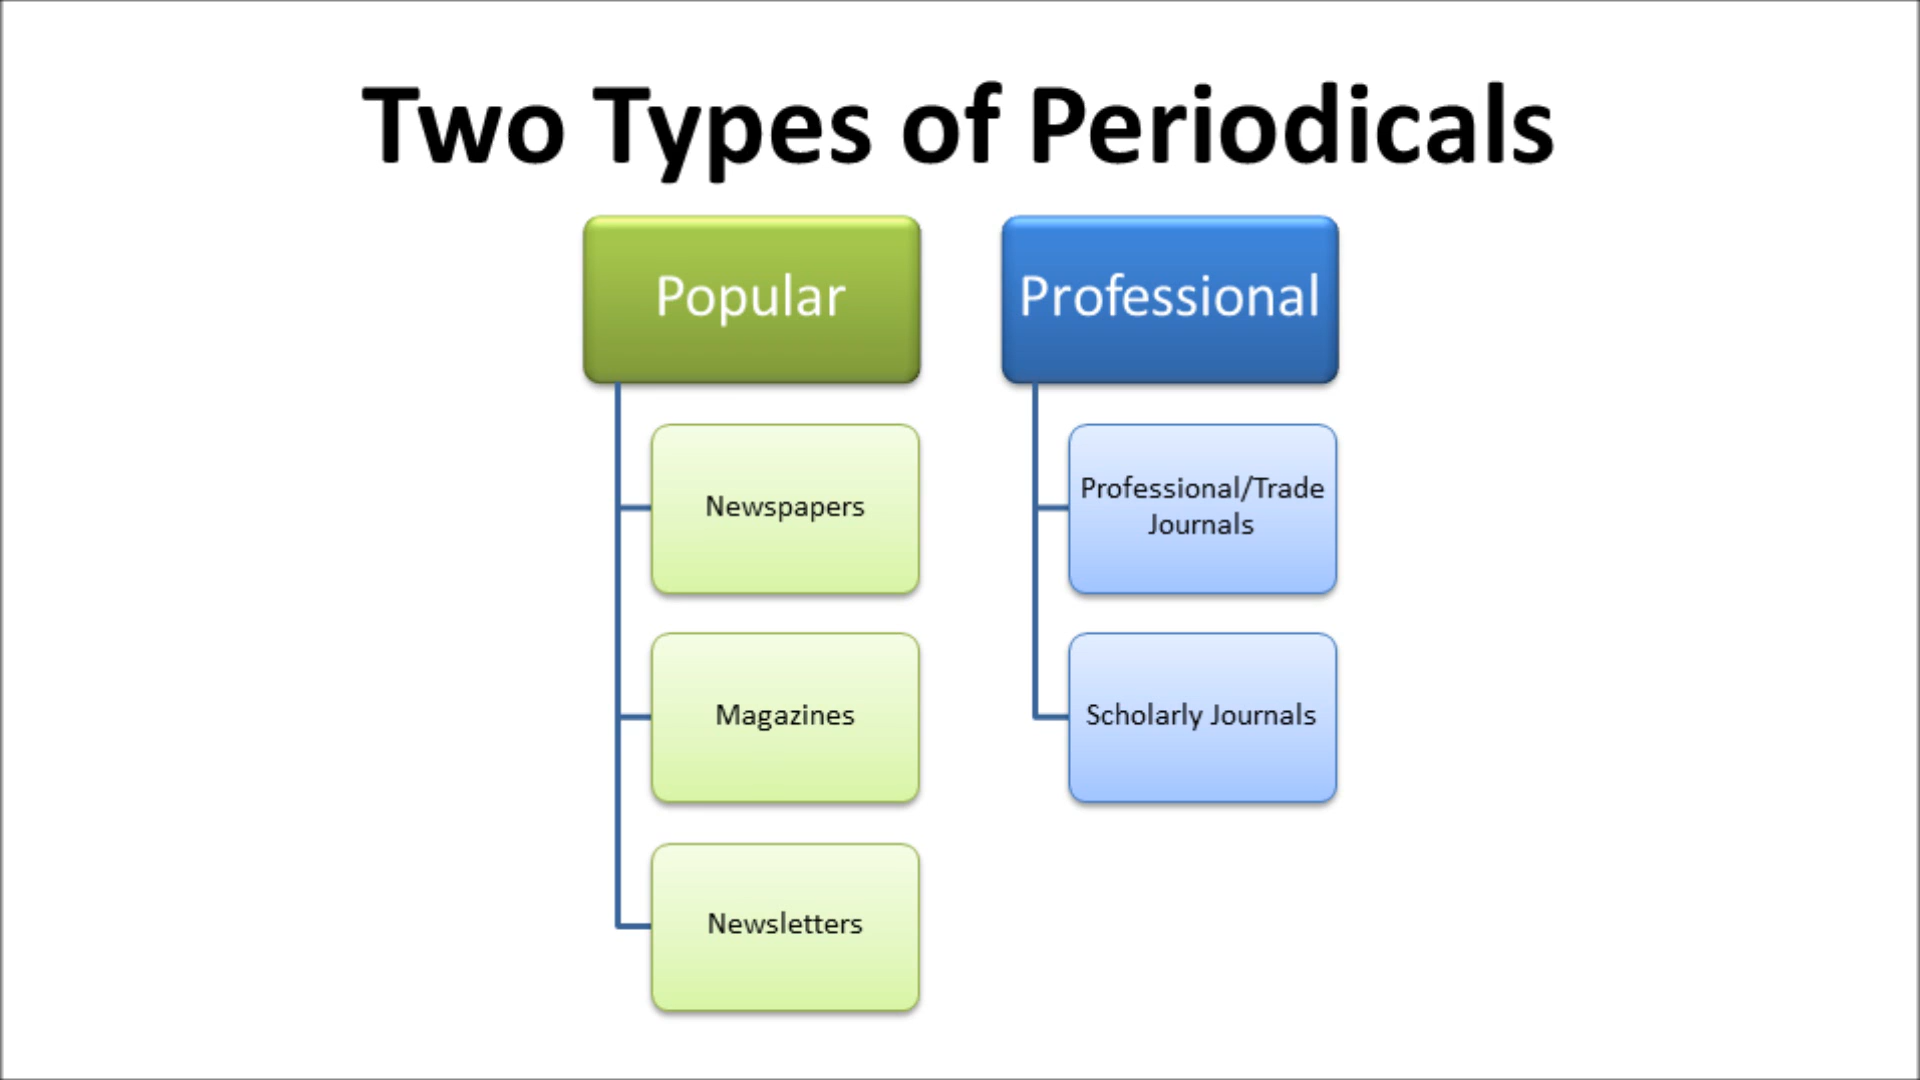 Two Types of Periodicals
Popular
Newspapers
Magazines
Newsletters
Professional
Professional/Trade
Journals
Scholarly Journals